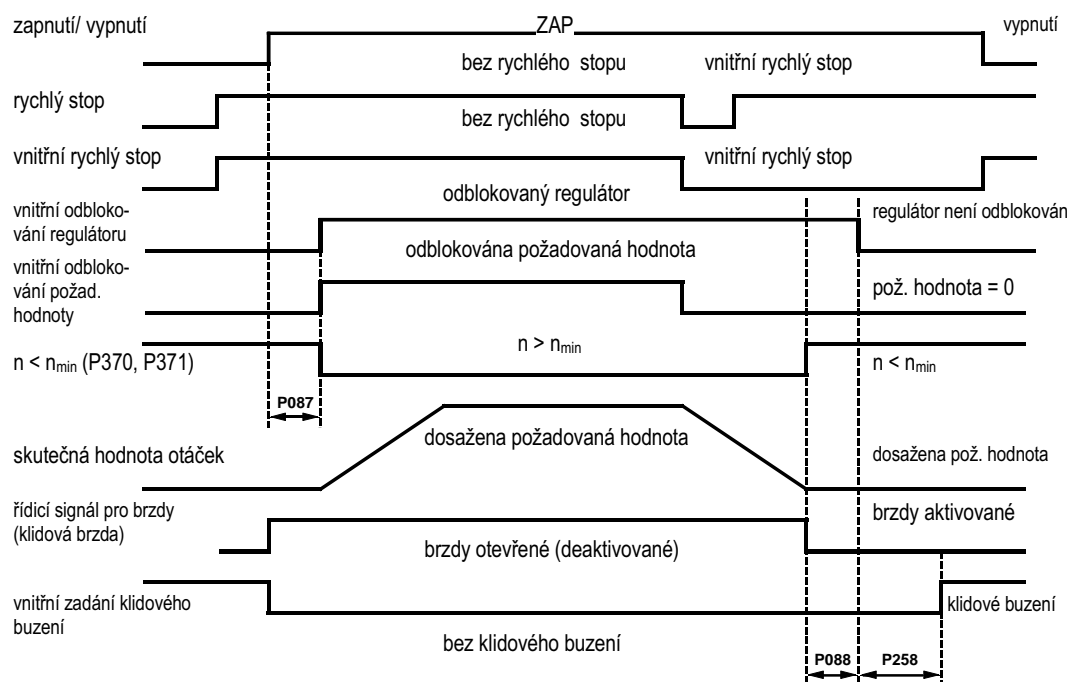 zapnutí/ vypnutí
ZAP
vypnutí
bez rychlého stopu
vnitřní rychlý stop
rychlý stop
bez rychlého stopu
vnitřní rychlý stop
vnitřní rychlý stop
odblokovaný regulátor
vnitřní odbloko-
vání regulátoru
regulátor není odblokován
odblokována požadovaná hodnota
vnitřní odbloko-
vání požad.
hodnoty
pož. hodnota = 0
n < nmin (P370, P371)
n > nmin
n < nmin
P087
dosažena požadovaná hodnota
skutečná hodnota otáček
dosažena pož. hodnota
řídicí signál pro brzdy
(klidová brzda)
brzdy aktivované
brzdy otevřené (deaktivované)
vnitřní zadání klidového
buzení
klidové buzení
bez klidového buzení
P088
P258